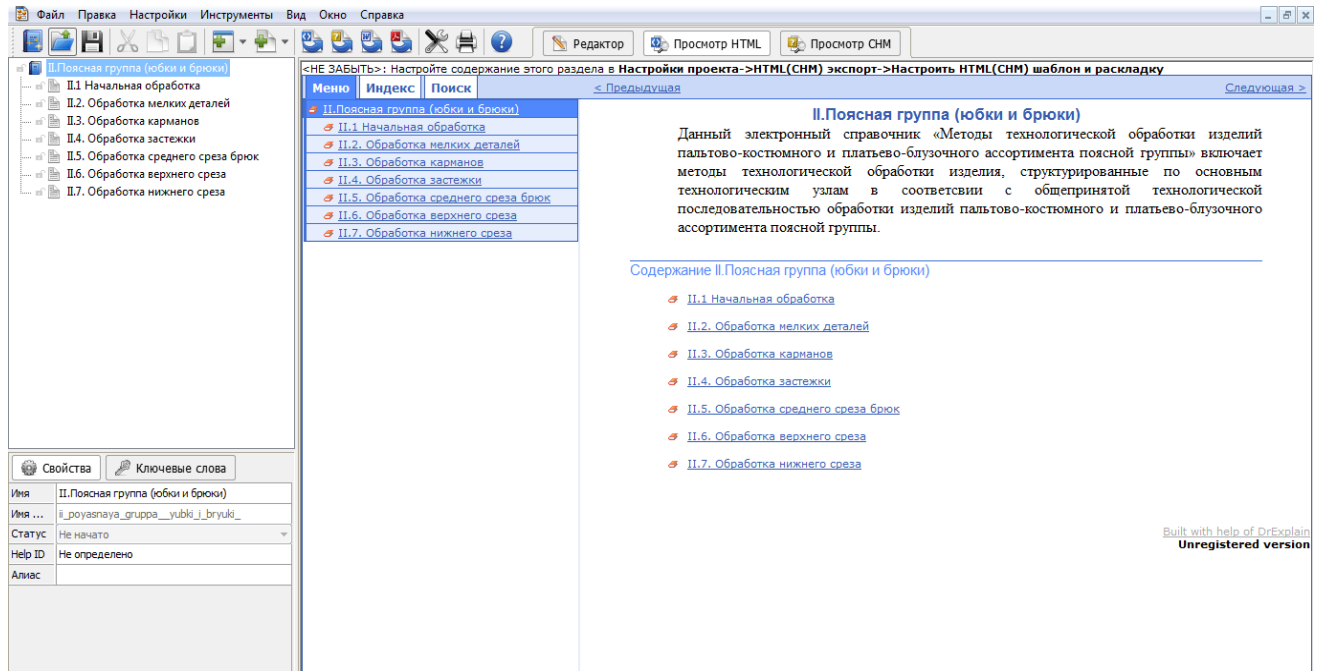 Файл Правка Настройки Инструменты Вид Окно Справка
Редактор Просмотр HTML Просмотр CHM
II.Поясная группа (юбки и брюки)
II.1 Начальная обработка
II.2. Обработка мелких деталей
II.3. Обработка карманов
II.4. Обработка застежки
II.5. Обработка среднего среза брюк
II.6. Обработка верхнего среза
II.7. Обработка нижнего среза
Свойства Ключевые слова
Имя II.Поясная группа (юбки и брюки)
Имя ... ii_poyasnaya_gruppa__yubki_i_bryuki_
Статус Не начато
Help ID Не определено
Алиас
<НЕ ЗАБЫТЬ>: Настройте содержание этого раздела в Настройки проекта->HTML(CHM) экспорт->Настроить HTML(CHM) шаблон и раскладку
Меню Индекс Поиск
< Предыдущая Следующая >
II.Поясная группа (юбки и брюки)
II.1 Начальная обработка
II.2. Обработка мелких деталей
II.3. Обработка карманов
II.4. Обработка застежки
II.5. Обработка среднего среза брюк
II.6. Обработка верхнего среза
II.7. Обработка нижнего среза
II.Поясная группа (юбки и брюки)
Данный электронный справочник «Методы технологической обработки изделий
пальтово-костюмного и платьево-блузочного ассортимента поясной группы» включает
методы технологической обработки изделия, структурированные по основным
технологическим узлам в соответсвии с общепринятой технологической
последовательностью обработки изделий пальтово-костюмного и платьево-блузочного
ассортимента поясной группы.
Содержание II.Поясная группа (юбки и брюки)
II.1 Начальная обработка
II.2. Обработка мелких деталей
II.3. Обработка карманов
II.4. Обработка застежки
II.5. Обработка среднего среза брюк
II.6. Обработка верхнего среза
II.7. Обработка нижнего среза
Built with help of DrExplain
Unregistered version